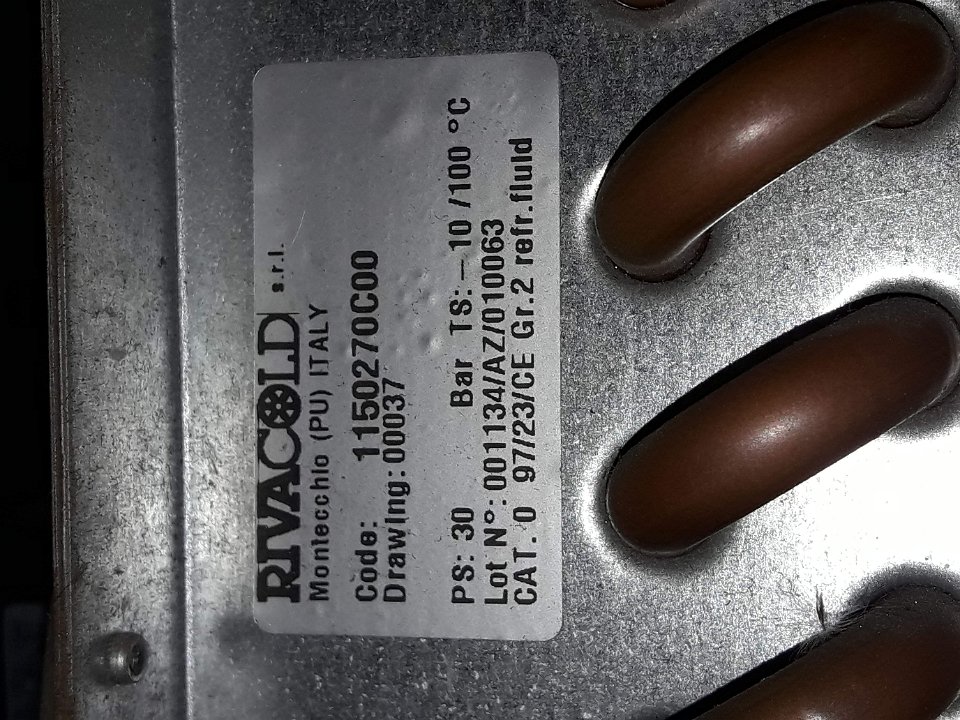 RIVACOLD s.r.l.
Montecchio (PU) ITALY
Code: 1150270C00
Drawing:00037
PS: 30 Bar TS:-10 /100 °C
Lot N°:001134/AZ/010063
CAT. 0 97/23/CE Gr.2 refr.fluid